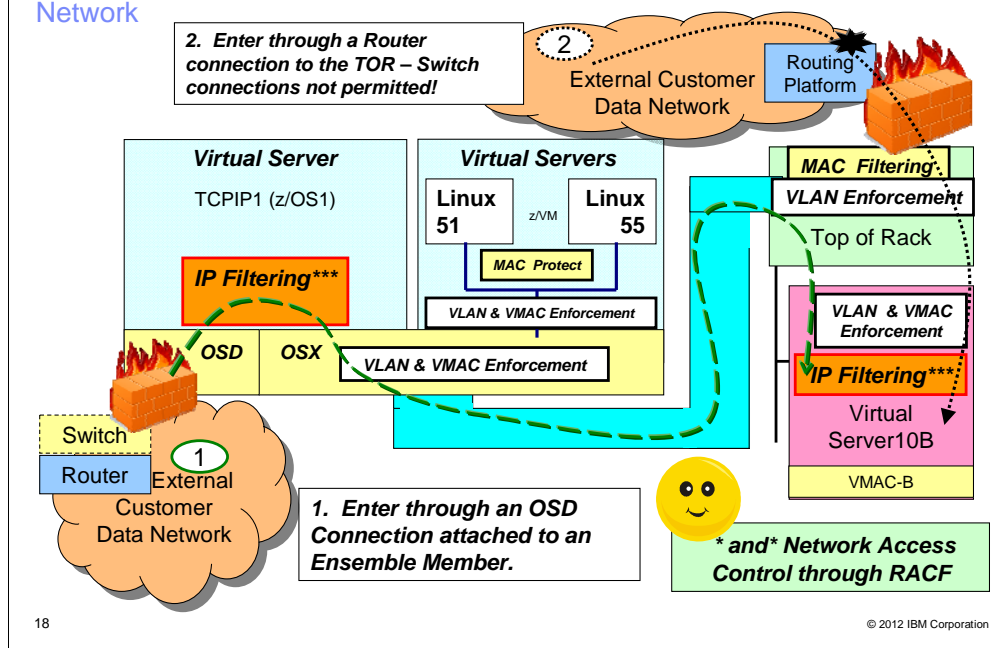 Network
2. Enter through a Router
connection to the TOR – Switch
connections not permitted!
2
External Customer
Data Network
Routing
Platform
Virtual Server
TCPIP1 (z/OS1)
IP Filtering***
Virtual Servers
Linux
51
z/VM
Linux
55
MAC Protect
VLAN & VMAC Enforcement
OSD
OSX
VLAN & VMAC Enforcement
MAC Filtering
VLAN Enforcement
Top of Rack
VLAN & VMAC
Enforcement
IP Filtering***
Virtual
Server10B
VMAC-B
Switch
Router
1
External
Customer
Data Network
1. Enter through an OSD
Connection attached to an
Ensemble Member.
* and* Network Access
Control through RACF
18
© 2012 IBM Corporation